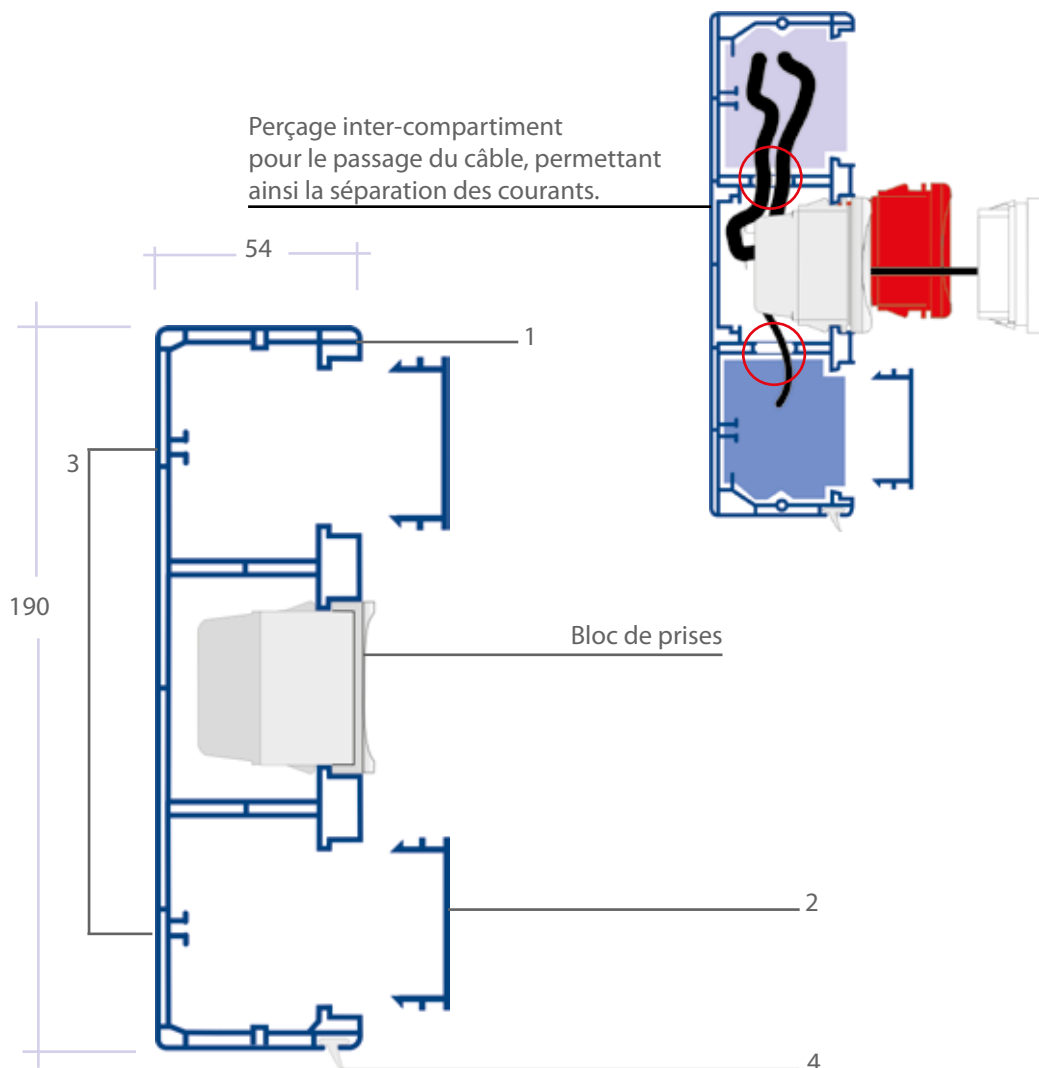 Perçage inter-compartiment
pour le passage du câble, permettant
ainsi la séparation des courants.
54
1
3
190
Bloc de prises
2
4